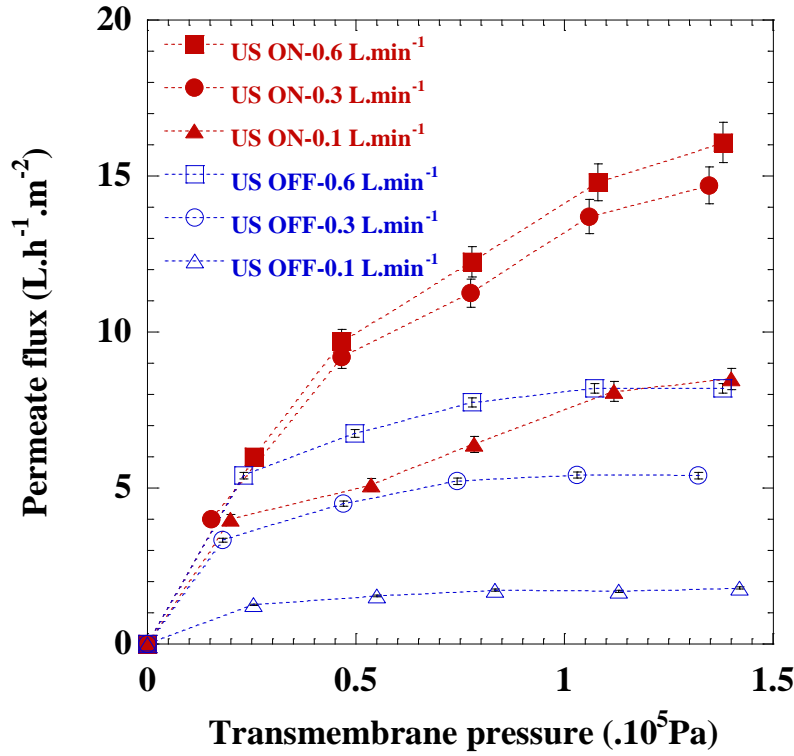 20
US ON-0.6 L.min⁻¹
US ON-0.3 L.min⁻¹
US ON-0.1 L.min⁻¹
US OFF-0.6 L.min⁻¹
US OFF-0.3 L.min⁻¹
US OFF-0.1 L.min⁻¹
15
10
5
0
Permeate flux (L.h⁻¹.m⁻²)
0
0.5
1
1.5
Transmembrane pressure (.10⁵Pa)